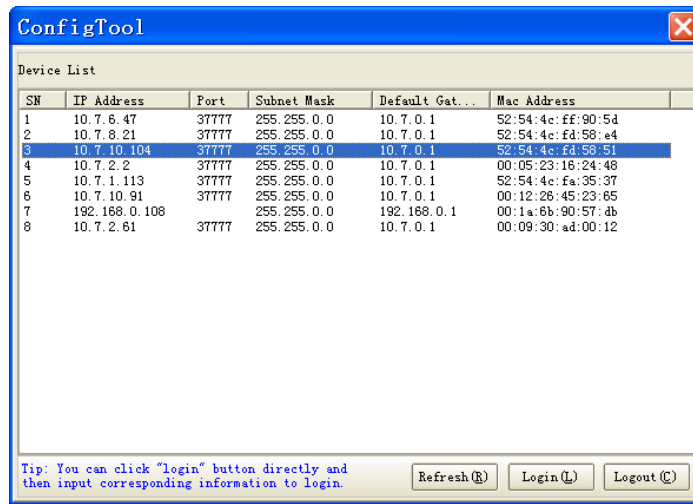 ConfigTool
Device List
SN IP Address Port Subnet Mask Default Gat... Mac Address
1 10.7.6.47 37777 255.255.0.0 10.7.0.1 52:54:4c:ff:90:5d
2 10.7.8.21 37777 255.255.0.0 10.7.0.1 52:54:4c:fd:58:e4
3 10.7.10.104 37777 255.255.0.0 10.7.0.1 52:54:4c:fd:58:51
4 10.7.2.2 37777 255.255.0.0 10.7.0.1 00:05:23:16:24:48
5 10.7.1.113 37777 255.255.0.0 10.7.0.1 52:54:4c:fa:35:37
6 10.7.10.91 37777 255.255.0.0 10.7.0.1 00:12:26:45:23:65
7 192.168.0.108 255.255.0.0 192.168.0.1 00:1a:6b:90:57:db
8 10.7.2.61 37777 255.255.0.0 10.7.0.1 00:09:30:ad:00:12
Tip: You can click "login" button directly and
then input corresponding information to login.
Refresh(R) Login(L) Logout(C)